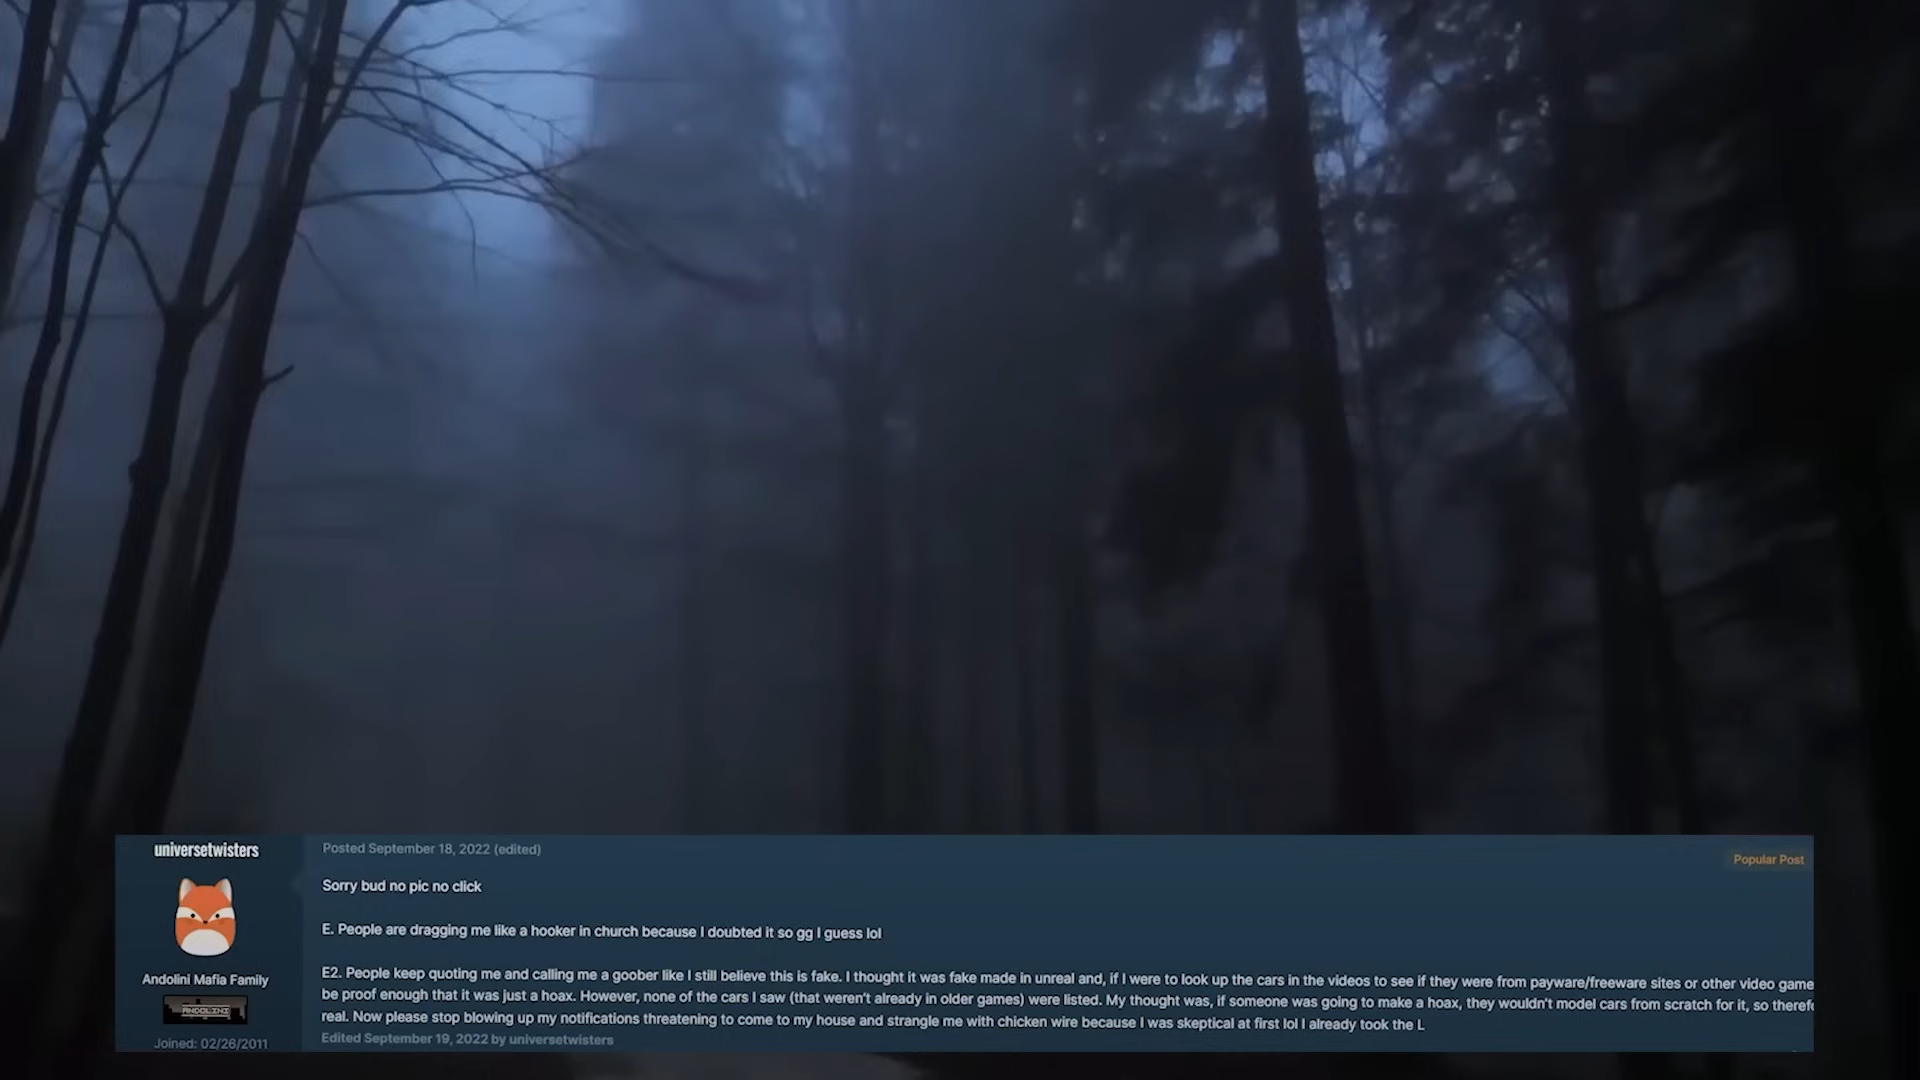 universetwisters
Posted September 18, 2022 (edited)
Popular Post
Sorry bud no pic no click
E. People are dragging me like a hooker in church because I doubted it so gg I guess lol
E2. People keep quoting me and calling me a goober like I still believe this is fake. I thought it was fake made in unreal and, if I were to look up the cars in the videos to see if they were from payware/freeware sites or other video game
be proof enough that it was just a hoax. However, none of the cars I saw (that weren't already in older games) were listed. My thought was, if someone was going to make a hoax, they wouldn't model cars from scratch for it, so theref
real. Now please stop blowing up my notifications threatening to come to my house and strangle me with chicken wire because I was skeptical at first lol I already took the L
Edited September 19, 2022 by universetwisters
Andolini Mafia Family
ANDOLINI
Joined: 02/26/2011